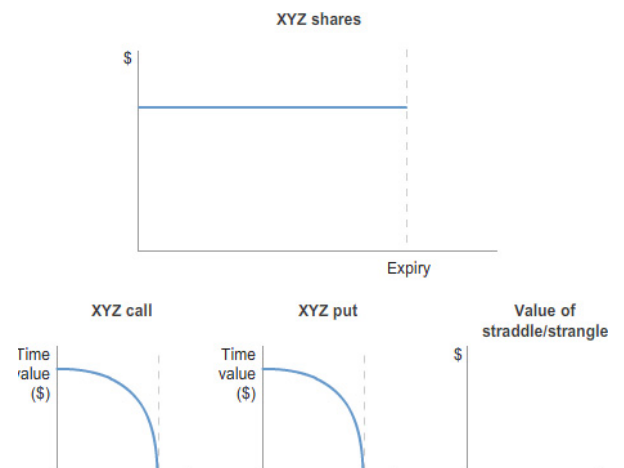 XYZ shares
$
Expiry
XYZ call
XYZ put
Value of
straddle/strangle
Time
value
($)
Time
value
($)
$